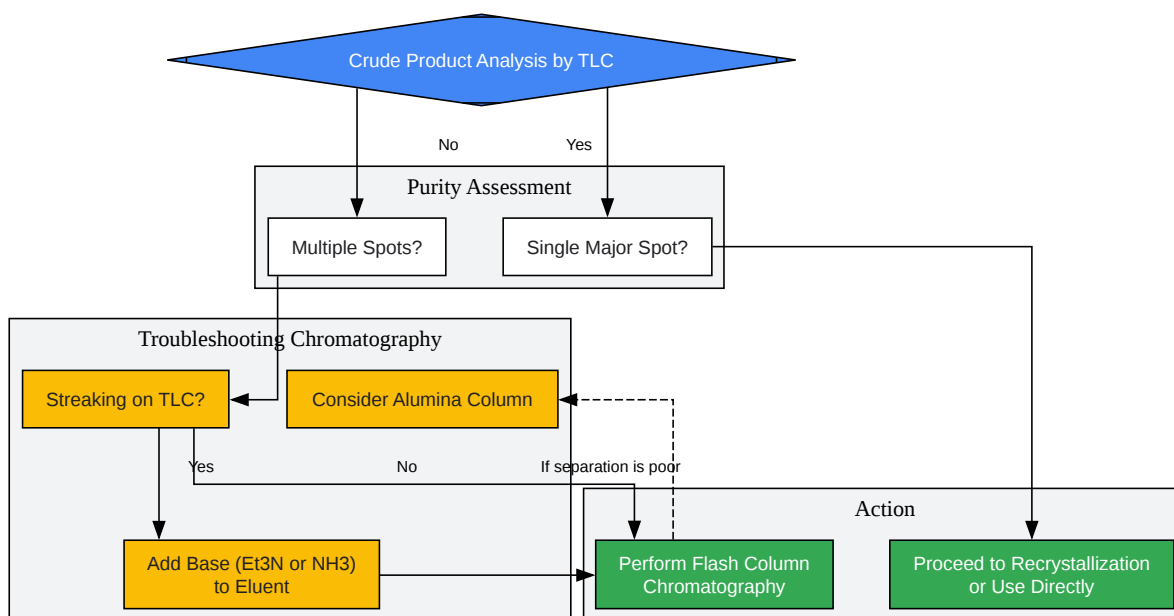 Crude Product Analysis by TLC
No
Yes
Purity Assessment
Multiple Spots?
Single Major Spot?
Troubleshooting Chromatography
Streaking on TLC?
Consider Alumina Column
Yes
No
If separation is poor
Action
Add Base (Et3N or NH3)
to Eluent
Perform Flash Column
Chromatography
Proceed to Recrystallization
or Use Directly